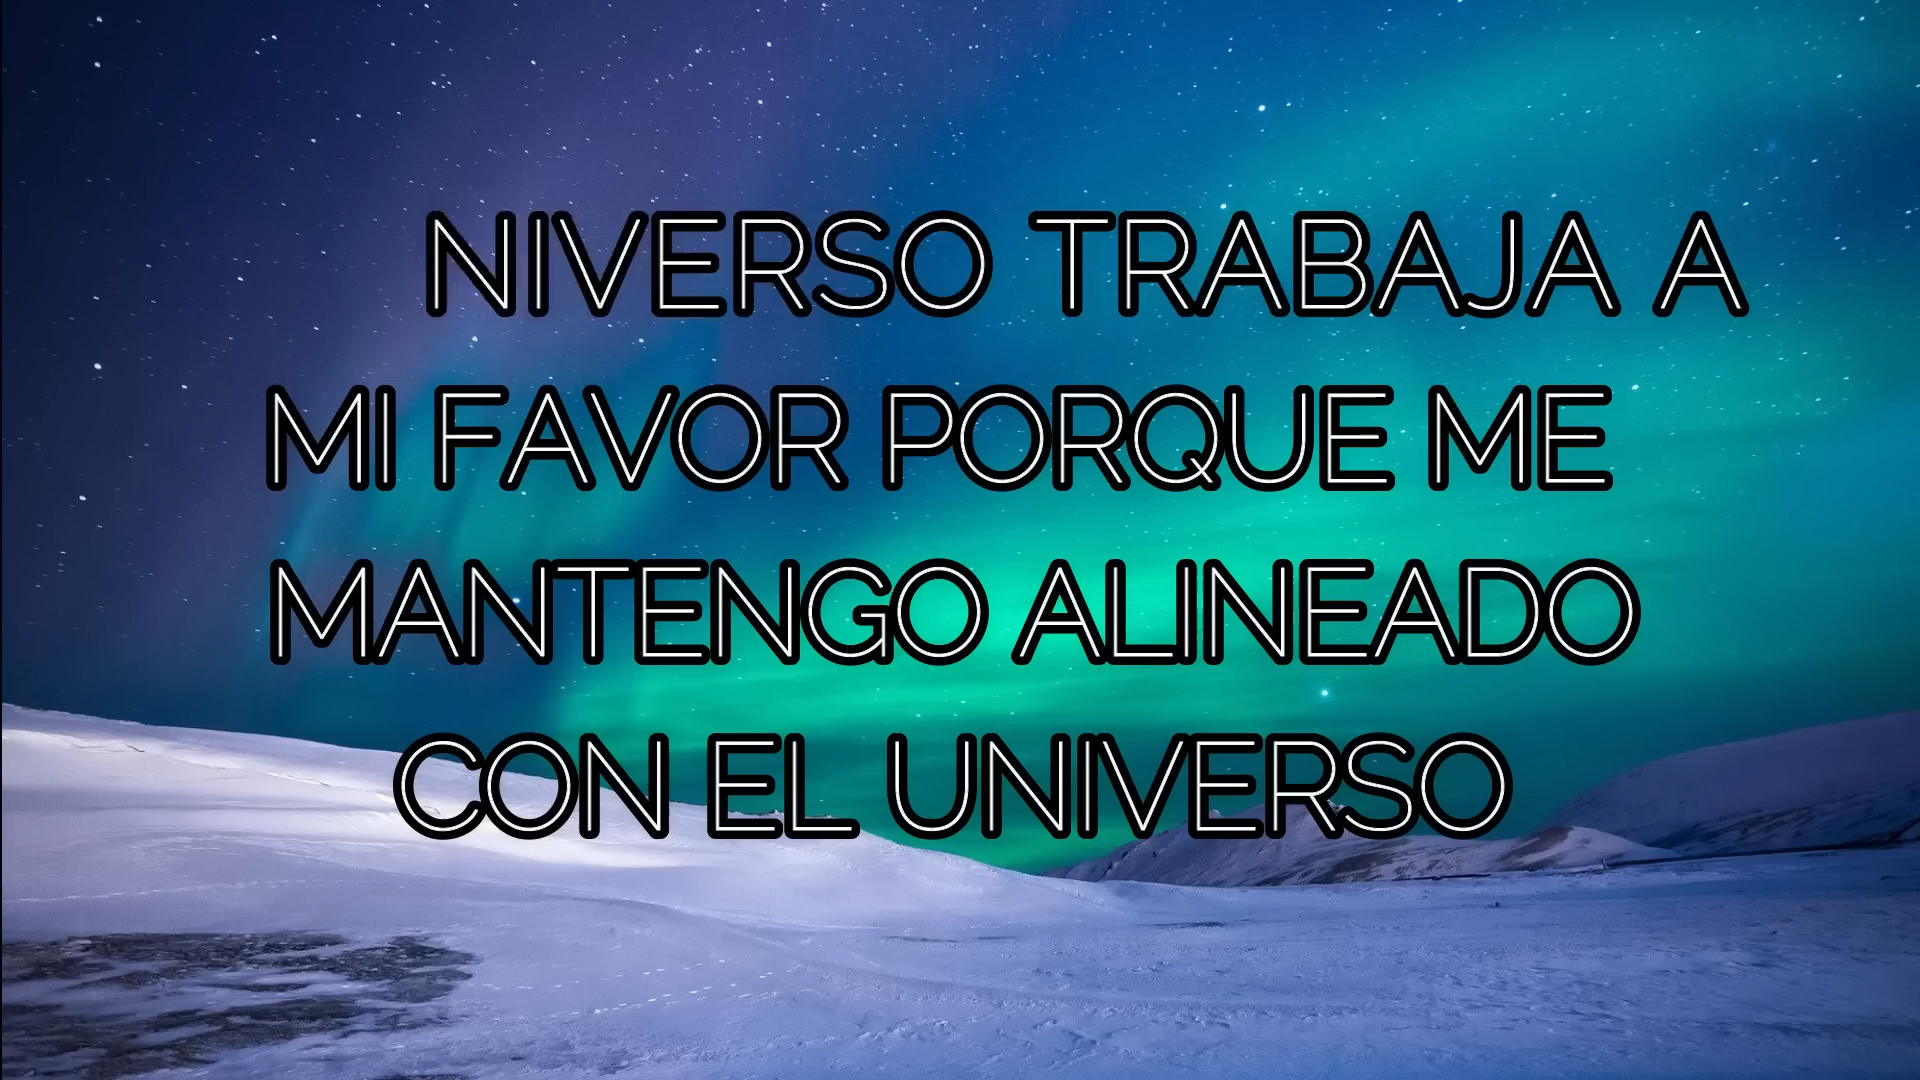 NIVERSO TRABAJA A
MI FAVOR PORQUE ME
MANTENGO ALINEADO
CON EL UNIVERSO